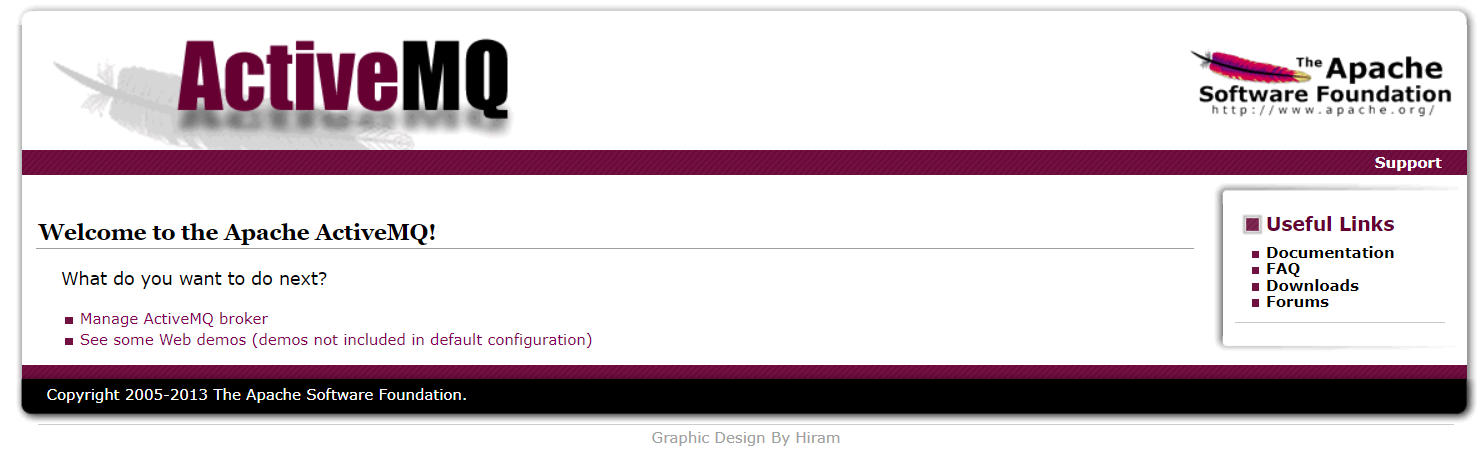 ActiveMQ
The Apache
Software Foundation
http://www.apache.org/
Support
Welcome to the Apache ActiveMQ!
What do you want to do next?
Manage ActiveMQ broker
See some Web demos (demos not included in default configuration)
Useful Links
Documentation
FAQ
Downloads
Forums
Copyright 2005-2013 The Apache Software Foundation.
Graphic Design By Hiram